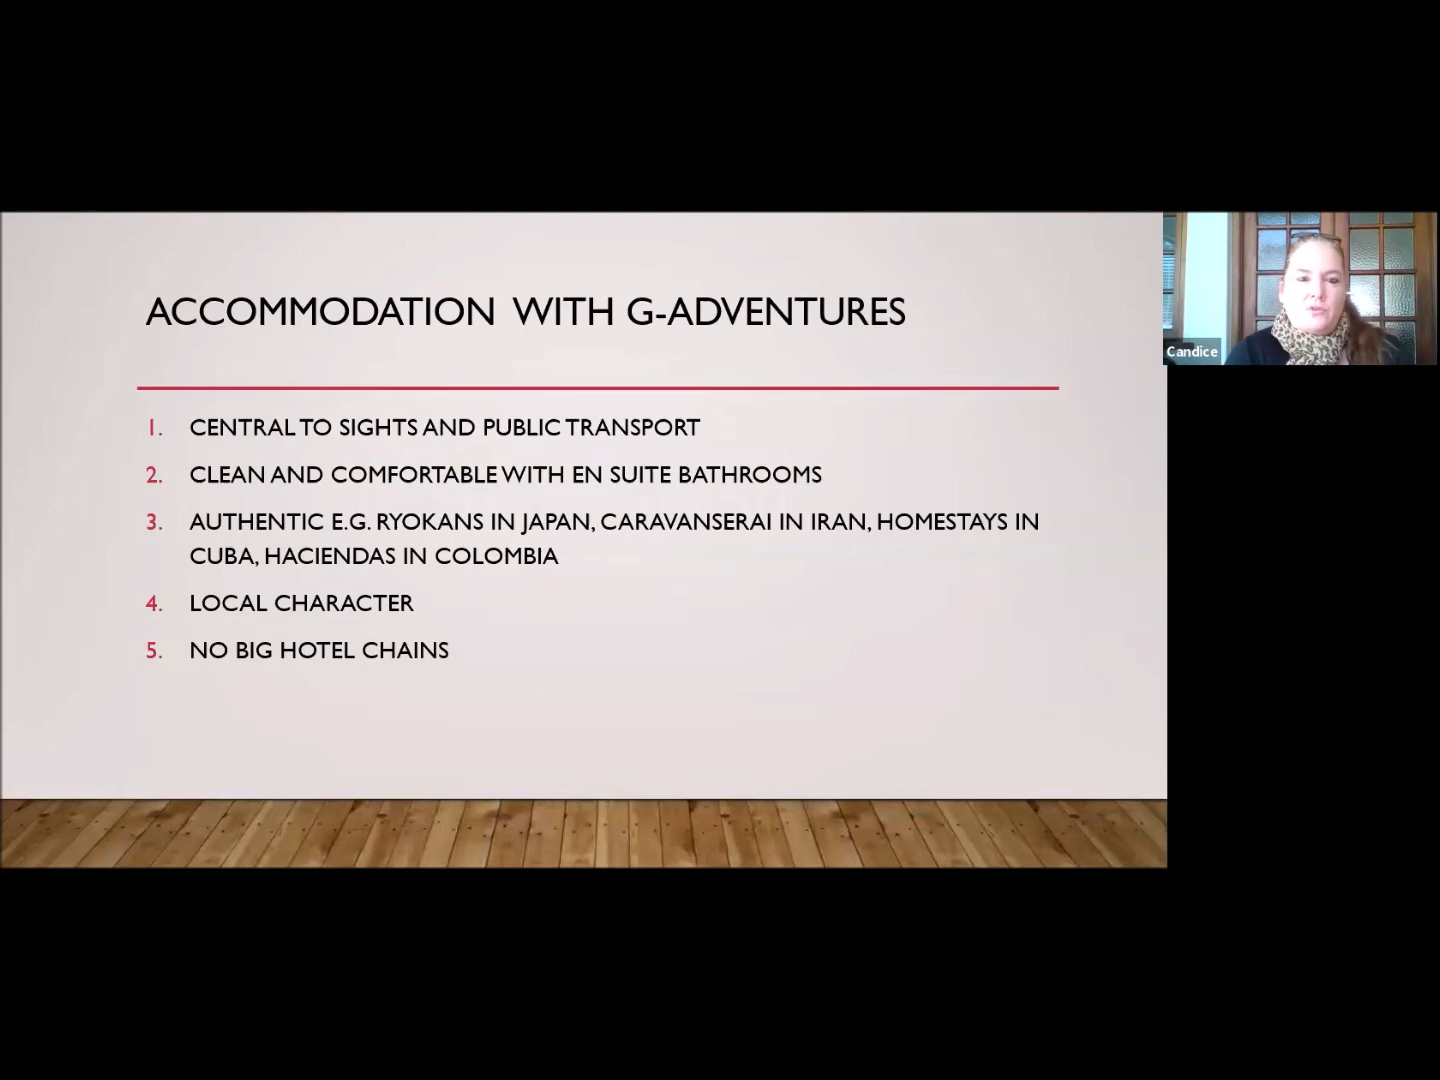 ACCOMMODATION WITH G-ADVENTURES
1. CENTRAL TO SIGHTS AND PUBLIC TRANSPORT
2. CLEAN AND COMFORTABLE WITH EN SUITE BATHROOMS
3. AUTHENTIC E.G. RYOKANS IN JAPAN, CARAVANSERAI IN IRAN, HOMESTAYS IN
CUBA, HACIENDAS IN COLOMBIA
4. LOCAL CHARACTER
5. NO BIG HOTEL CHAINS
Candice